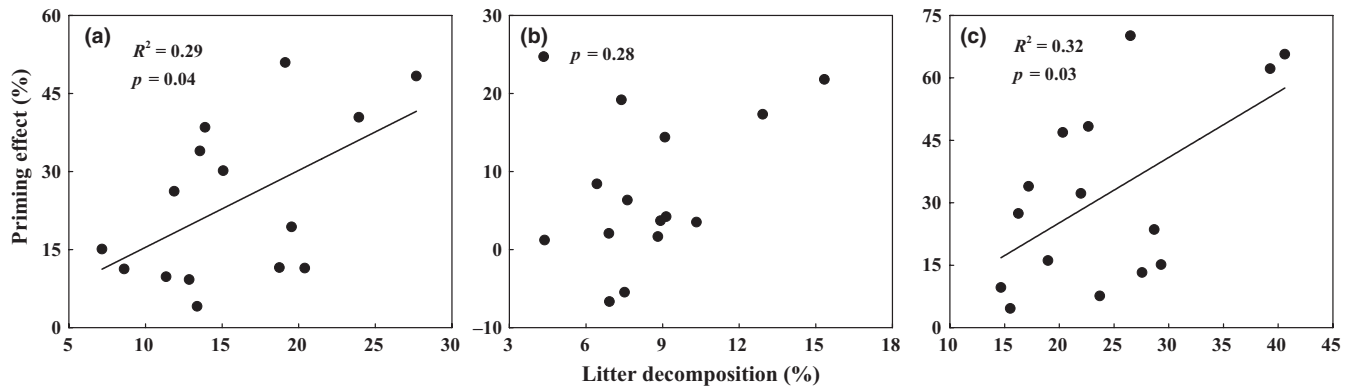 (a)
R² = 0.29
p = 0.04
60
45
30
15
0
5 10 15 20 25 30
(b)
p = 0.28
30
20
10
0
–10
3 6 9 12 15 18
(c)
R² = 0.32
p = 0.03
75
60
45
30
15
0
10 15 20 25 30 35 40 45
Priming effect (%)
Litter decomposition (%)